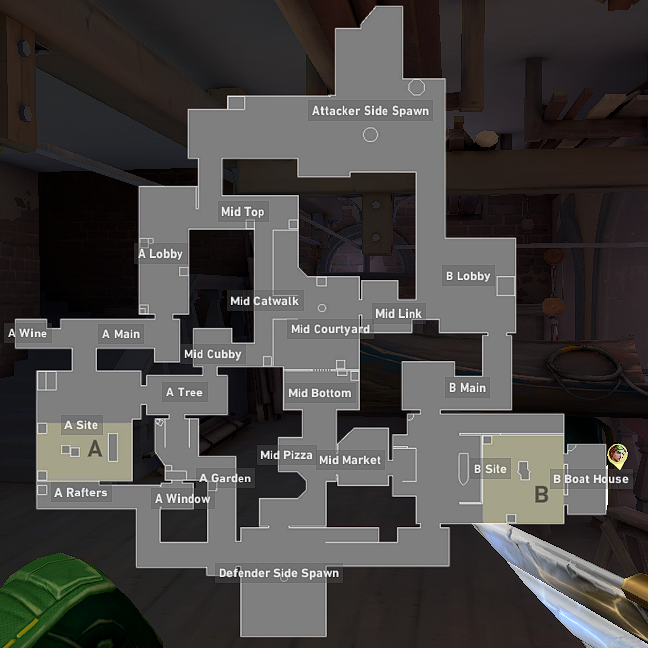 Attacker Side Spawn
Mid Top
A Lobby
B Lobby
Mid Catwalk
Mid Link
Mid Courtyard
A Wine
A Main
Mid Cubby
A Tree
Mid Bottom
B Main
A Site
A
Mid Pizza
Mid Market
B Site
A Garden
B Boat House
A Rafters
A Window
B
Defender Side Spawn